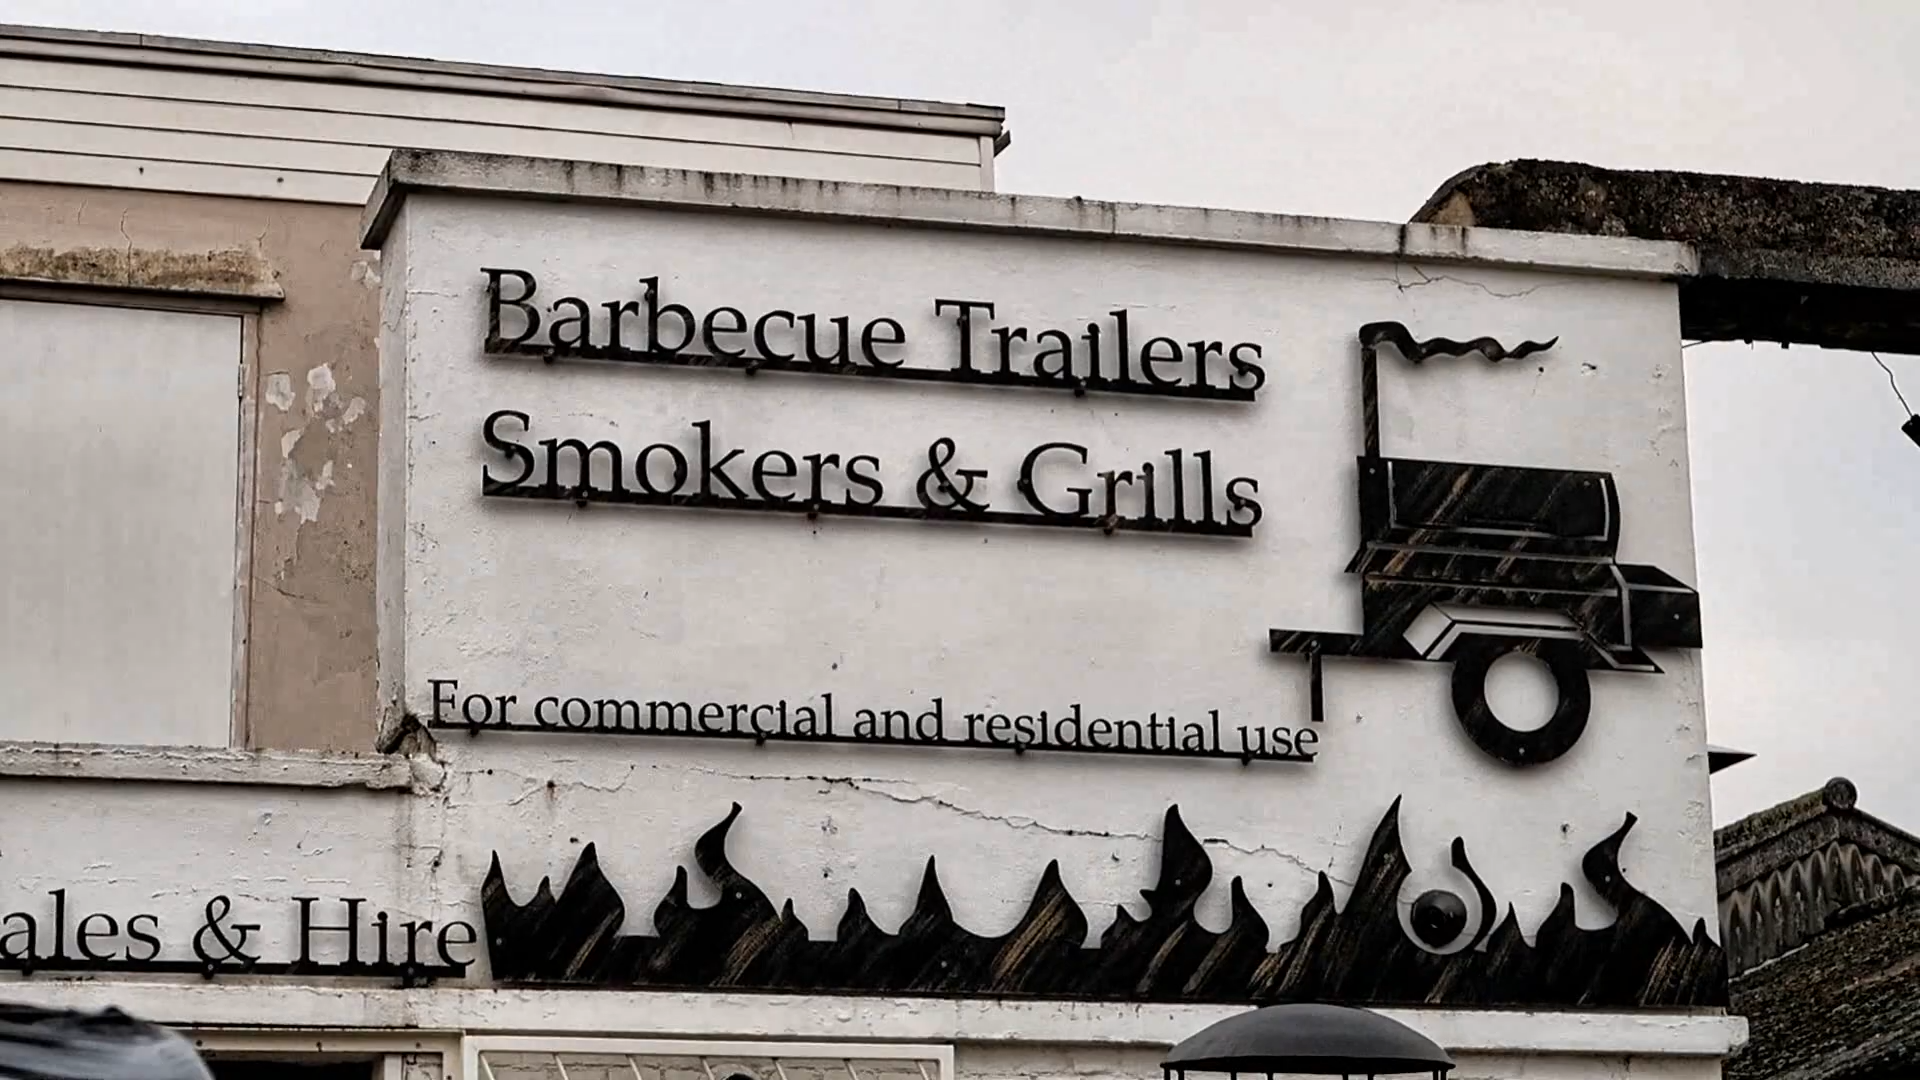 Barbecue Trailers
Smokers & Grills
For commercial and residential use
ales & Hire